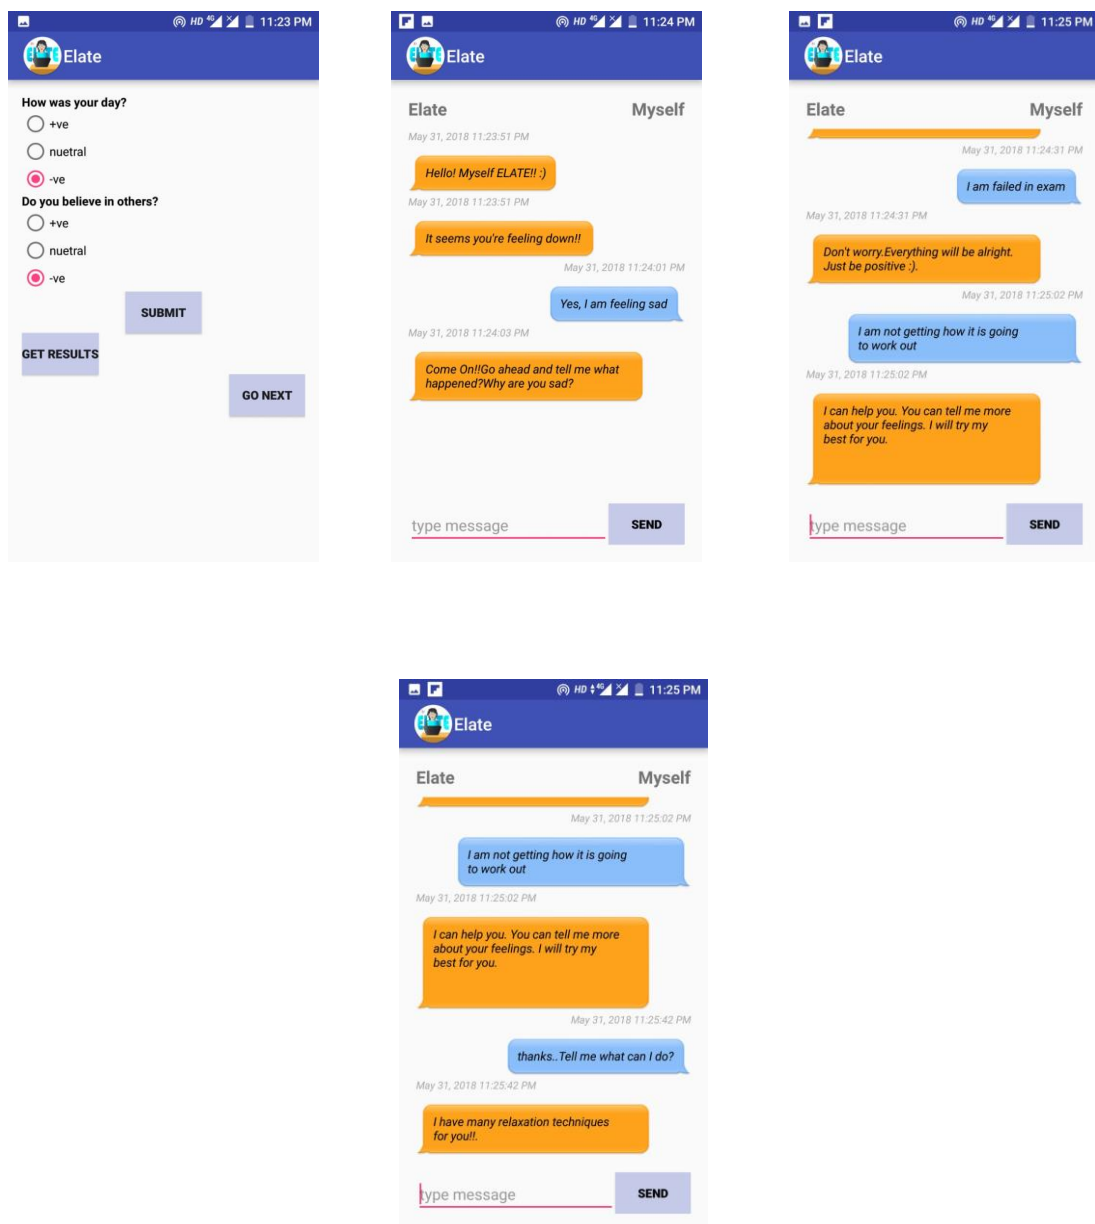 HD 4G 11:23 PM
Elate
How was your day?
+ve
nuetral
-ve
Do you believe in others?
+ve
nuetral
-ve
SUBMIT
GET RESULTS
GO NEXT
HD 4G 11:24 PM
Elate
Elate Myself
May 31, 2018 11:23:51 PM
Hello! Myself ELATE!! :)
May 31, 2018 11:23:51 PM
It seems you're feeling down!!
May 31, 2018 11:24:01 PM
Yes, I am feeling sad
May 31, 2018 11:24:03 PM
Come On!!Go ahead and tell me what
happened?Why are you sad?
type message SEND
HD 4G 11:25 PM
Elate
Elate Myself
May 31, 2018 11:24:31 PM
I am failed in exam
May 31, 2018 11:24:31 PM
Don't worry.Everything will be alright.
Just be positive :).
May 31, 2018 11:25:02 PM
I am not getting how it is going
to work out
May 31, 2018 11:25:02 PM
I can help you. You can tell me more
about your feelings. I will try my
best for you.
type message SEND
HD 4G 11:25 PM
Elate
Elate Myself
May 31, 2018 11:25:02 PM
I am not getting how it is going
to work out
May 31, 2018 11:25:02 PM
I can help you. You can tell me more
about your feelings. I will try my
best for you.
May 31, 2018 11:25:42 PM
thanks..Tell me what can I do?
May 31, 2018 11:25:42 PM
I have many relaxation techniques
for you!!.
type message SEND